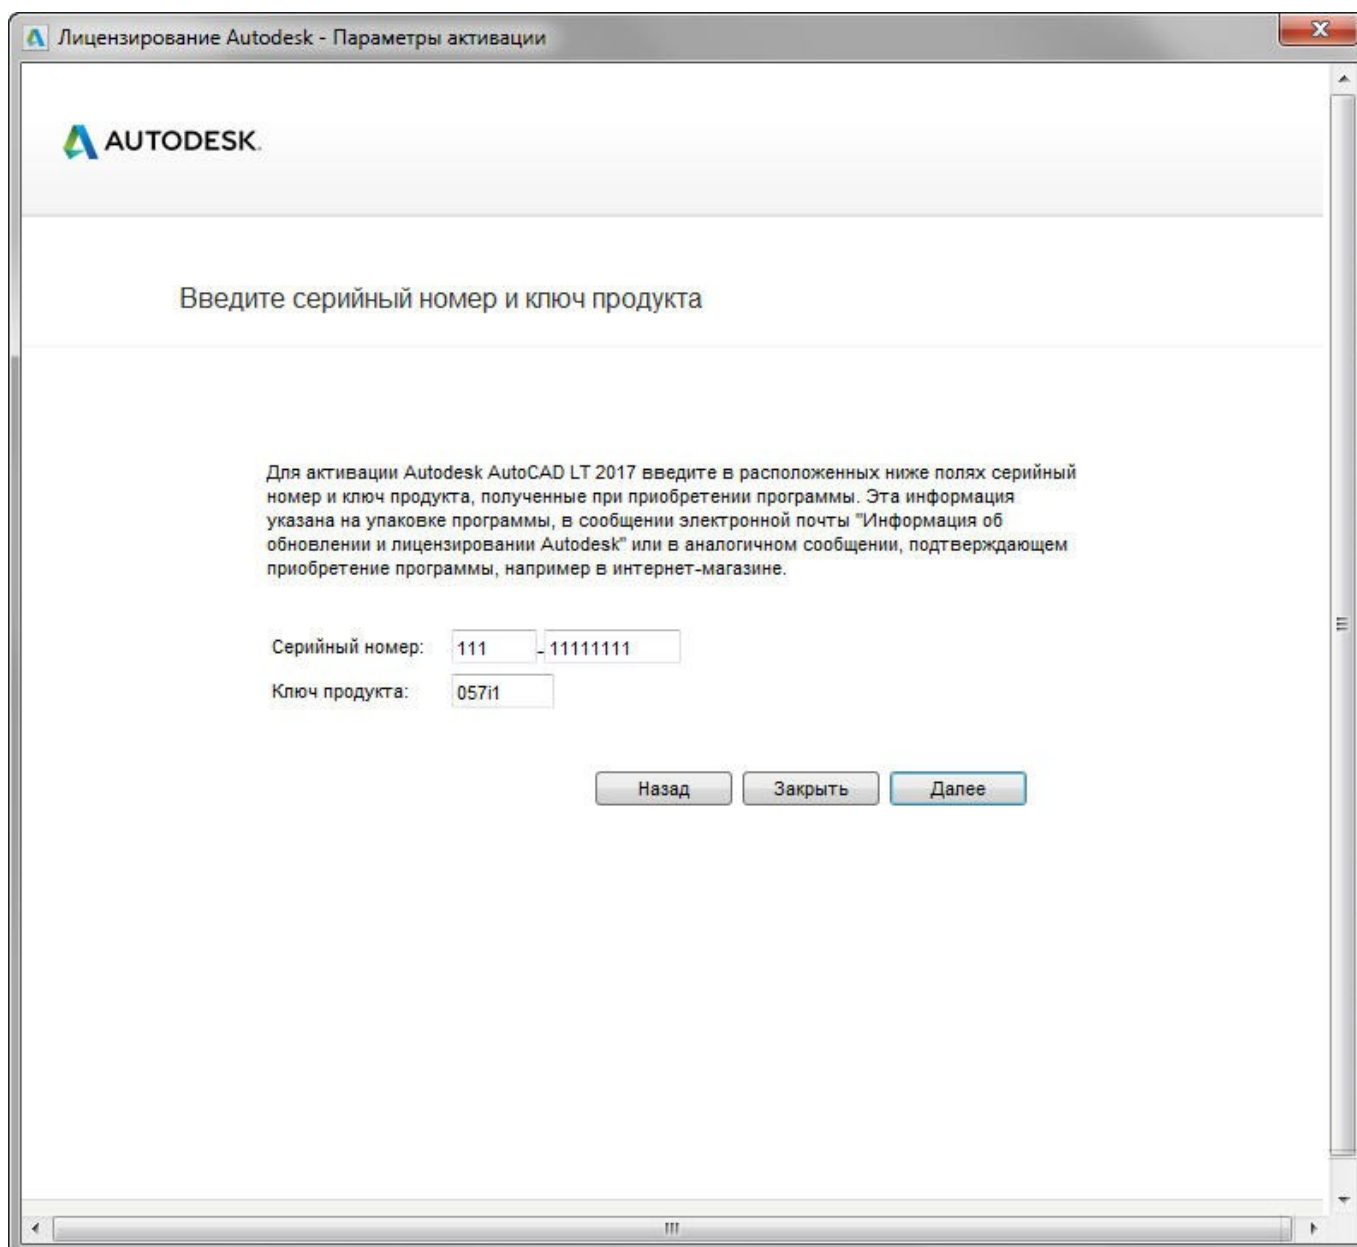 Лицензирование Autodesk - Параметры активации
AUTODESK.
Введите серийный номер и ключ продукта
Для активации Autodesk AutoCAD LT 2017 введите в расположенных ниже полях серийный
номер и ключ продукта, полученные при приобретении программы. Эта информация
указана на упаковке программы, в сообщении электронной почты "Информация об
обновлении и лицензировании Autodesk" или в аналогичном сообщении, подтверждающем
приобретение программы, например в интернет-магазине.
Серийный номер: 111 - 11111111
Ключ продукта: 057i1
Назад Закрыть Далее